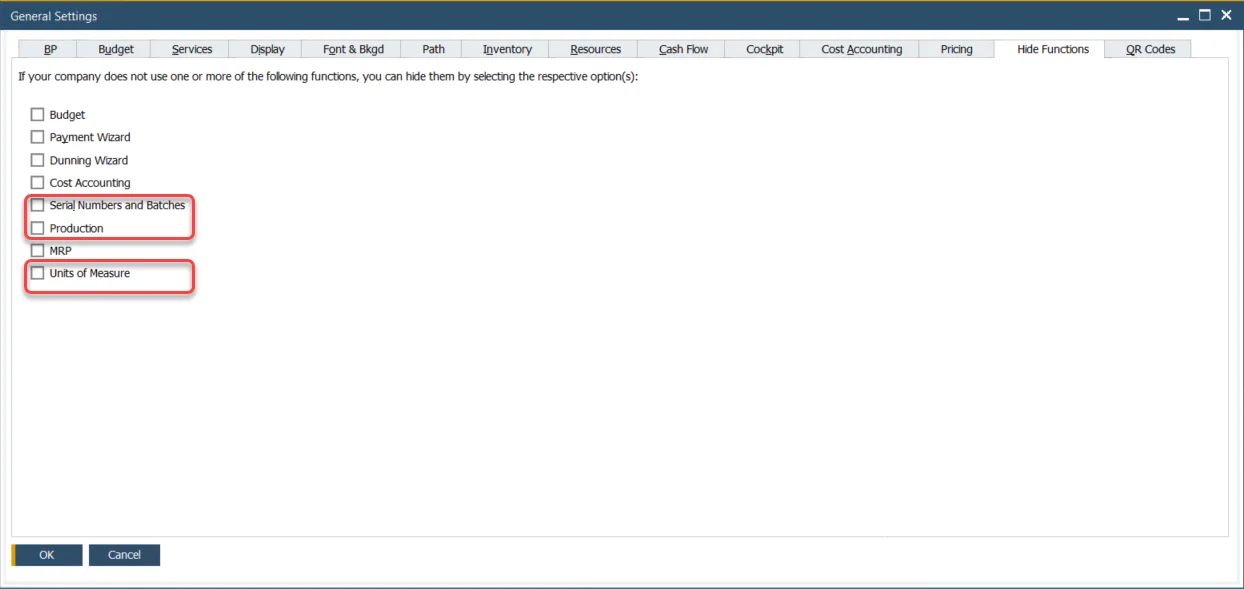 General Settings
BP Budget Services Display Font & Bkgd Path Inventory Resources Cash Flow Cockpit Cost Accounting Pricing Hide Functions QR Codes
If your company does not use one or more of the following functions, you can hide them by selecting the respective option(s):
Budget
Payment Wizard
Dunning Wizard
Cost Accounting
Serial Numbers and Batches
Production
MRP
Units of Measure
OK Cancel